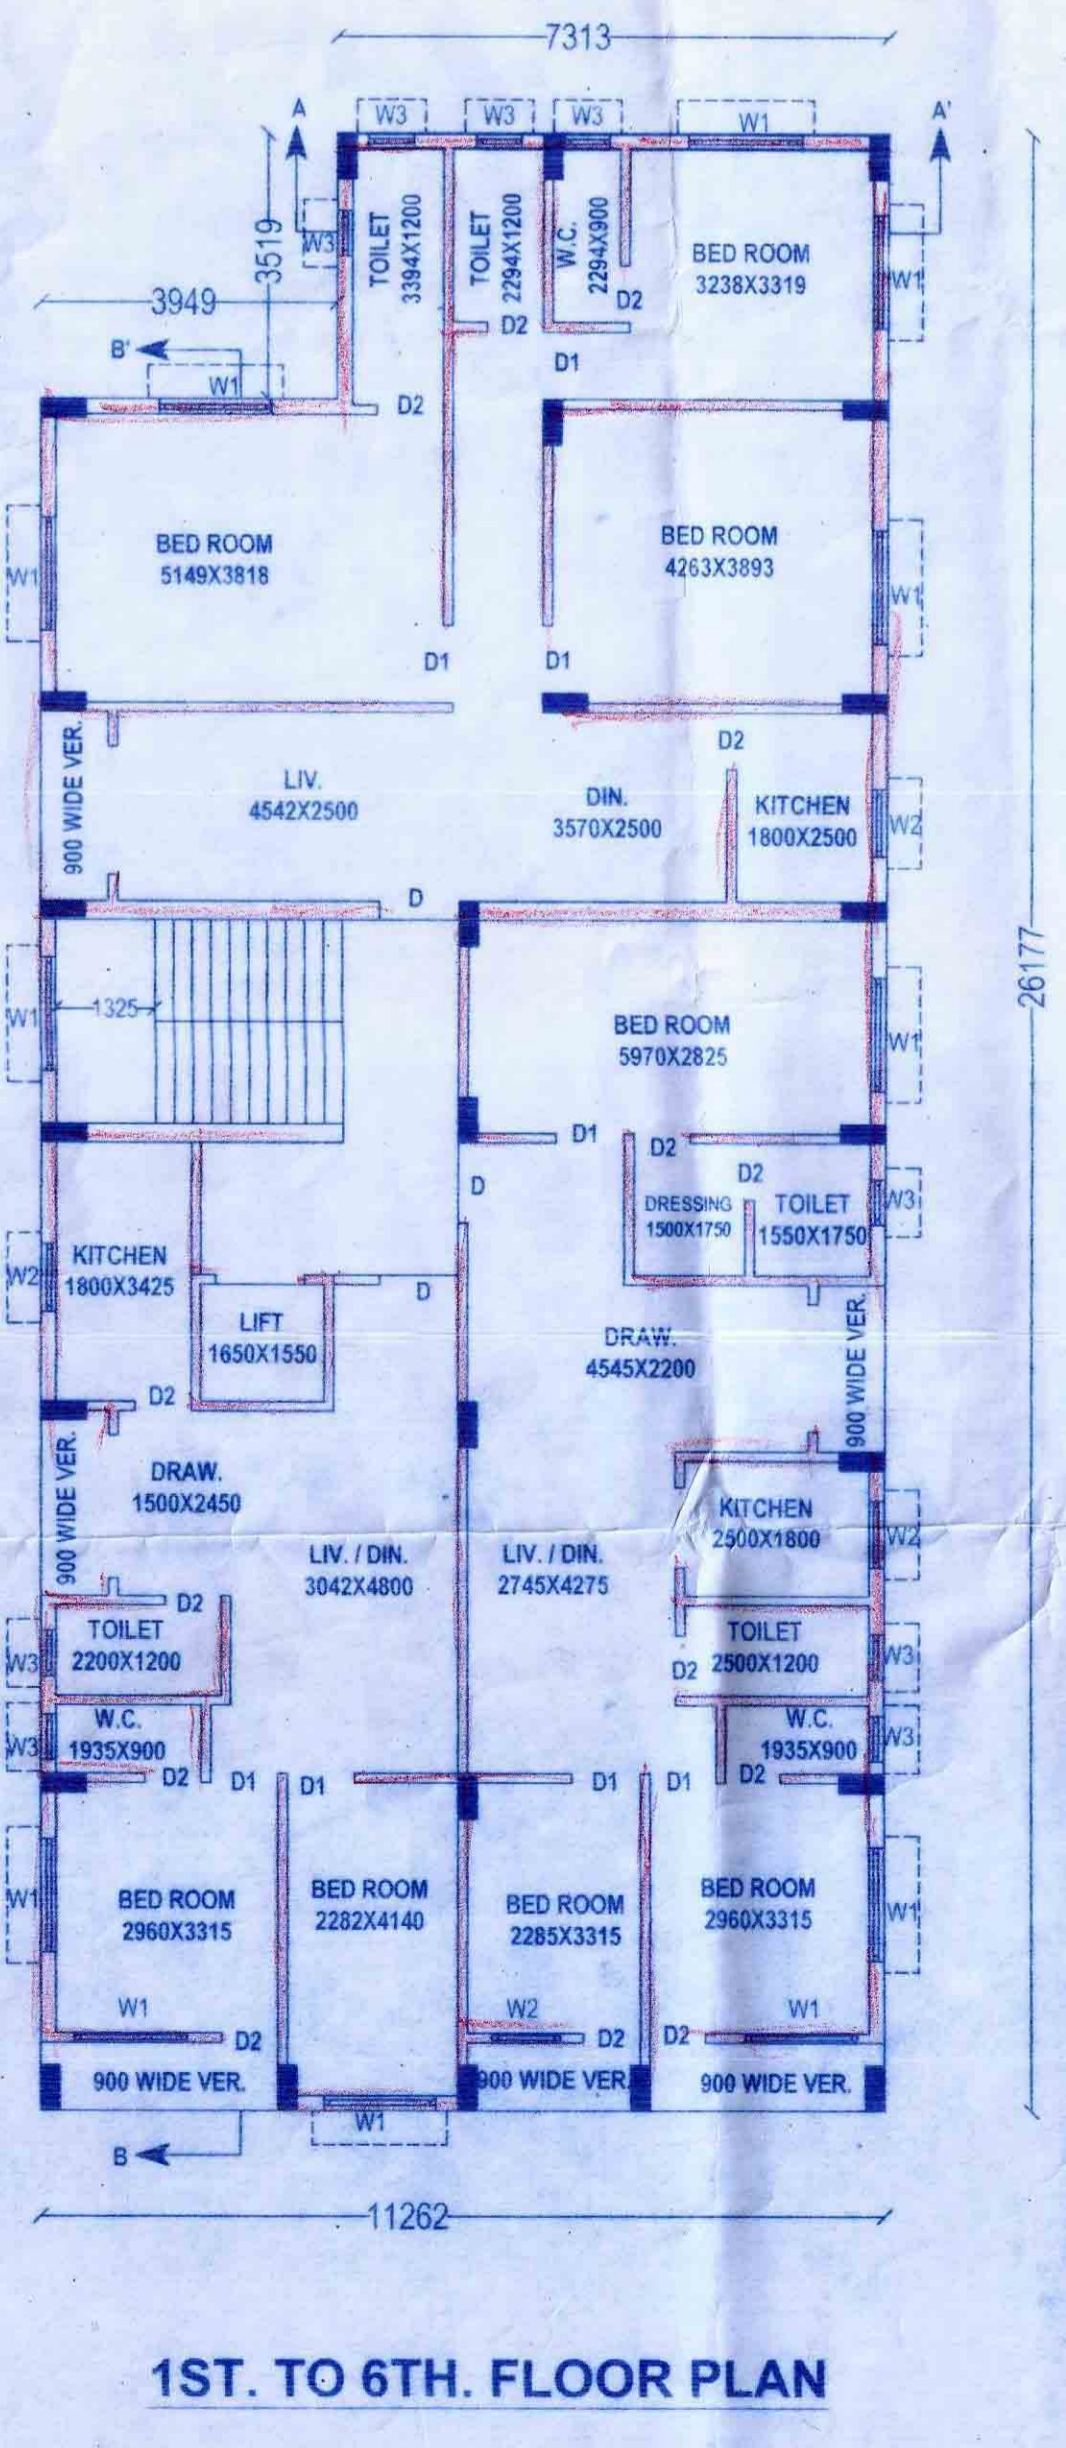 7313
A
A'
W3
W3
W3
W1
3519
W3
TOILET
3394X1200
TOILET
2294X1200
W.C.
2294X900
BED ROOM
3238X3319
W1
D2
3949
D2
B'
D1
W1
D2
BED ROOM
5149X3818
BED ROOM
4263X3893
W1
W1
D1
D1
900 WIDE VER.
D2
LIV.
4542X2500
DIN.
3570X2500
KITCHEN
1800X2500
W2
D
26177
W1
1325
BED ROOM
5970X2825
W1
D1
D2
D2
D
DRESSING
1500X1750
TOILET
1550X1750
W3
KITCHEN
1800X3425
W2
D
LIFT
1650X1550
DRAW.
4545X2200
900 WIDE VER.
D2
900 WIDE VER.
DRAW.
1500X2450
KITCHEN
2500X1800
W2
LIV. / DIN.
3042X4800
LIV. / DIN.
2745X4275
D2
TOILET
2200X1200
W3
TOILET
2500X1200
W3
D2
W.C.
1935X900
W3
W.C.
1935X900
W3
D2
D1
D1
D1
D1
D2
BED ROOM
2960X3315
W1
BED ROOM
2282X4140
BED ROOM
2285X3315
BED ROOM
2960X3315
W1
W1
W2
W1
D2
D2
D2
900 WIDE VER.
900 WIDE VER.
900 WIDE VER.
W1
B
11262
1ST. TO 6TH. FLOOR PLAN